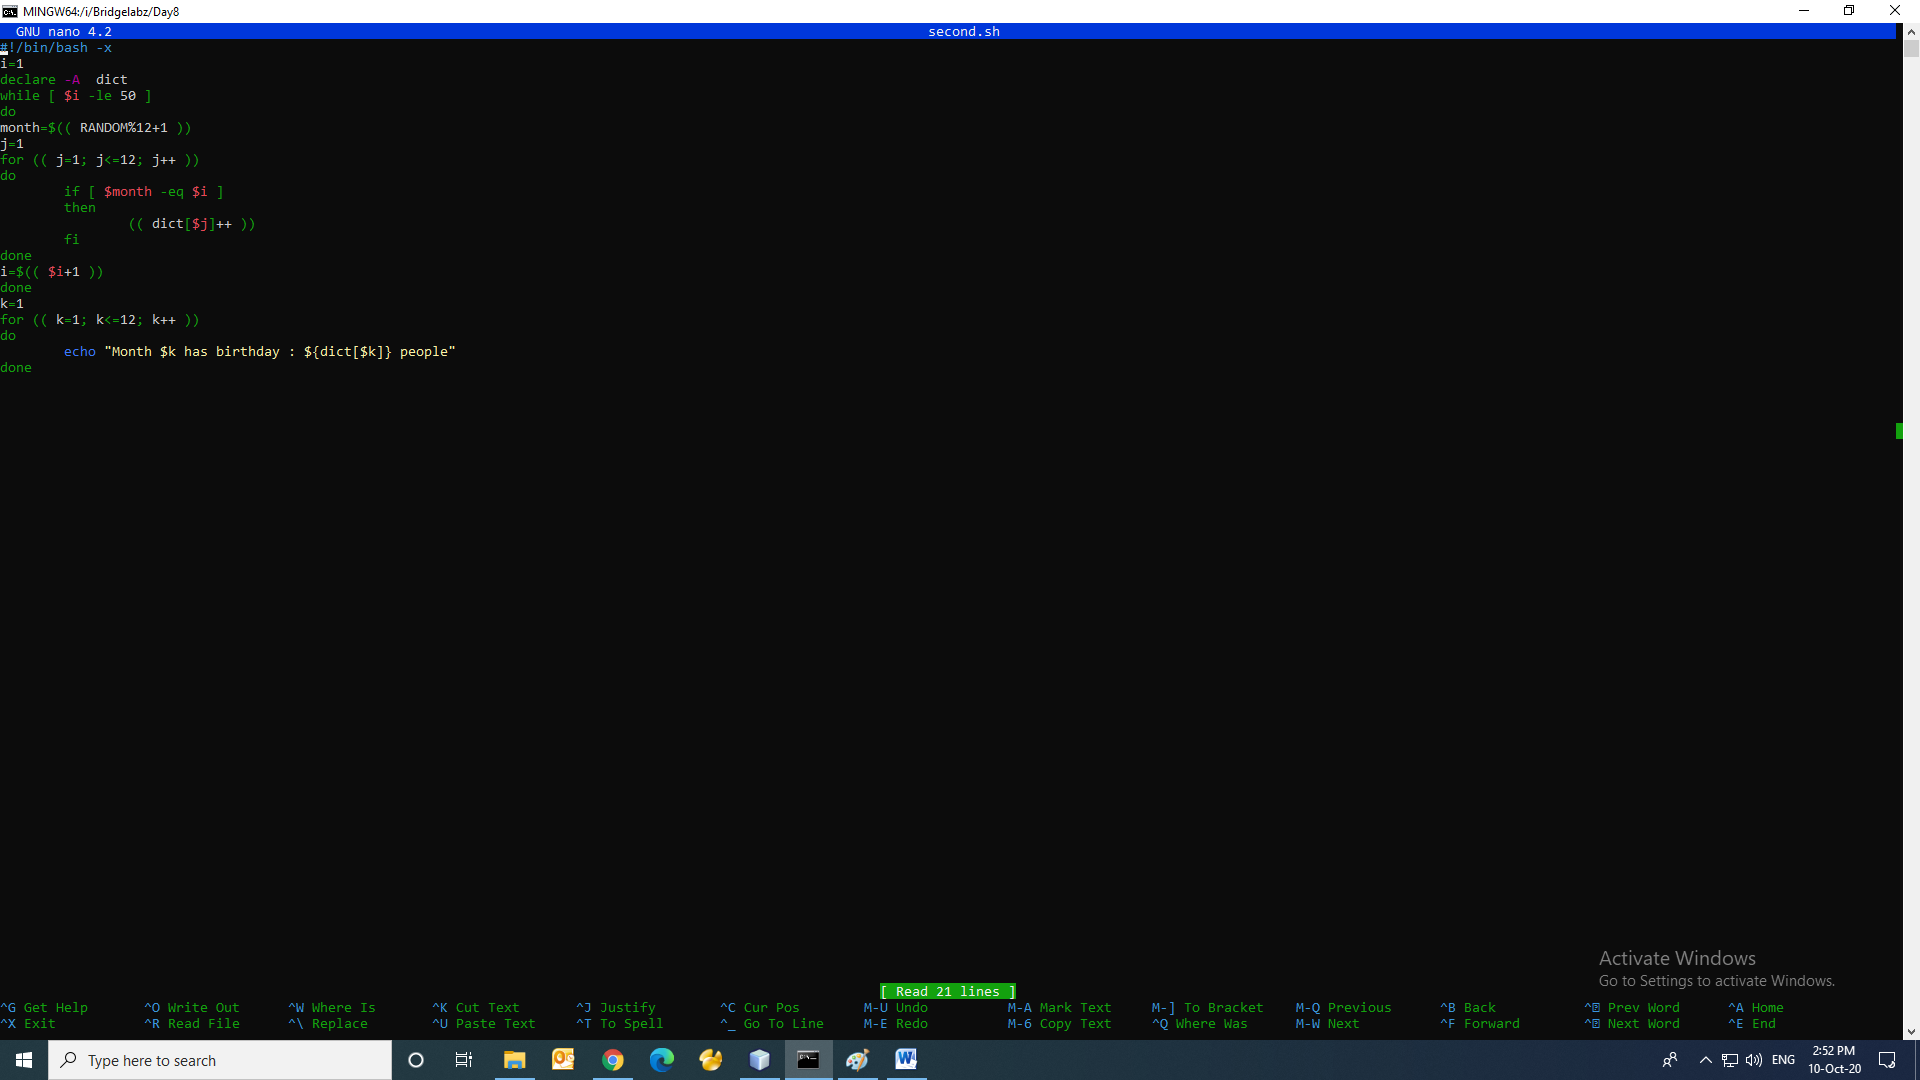 MINGW64:/i/Bridgelabz/Day8
GNU nano 4.2 second.sh
#!/bin/bash -x
i=1
declare -A  dict
while [ $i -le 50 ]
do
month=$(( RANDOM%12+1 ))
j=1
for (( j=1; j<=12; j++ ))
do
        if [ $month -eq $i ]
        then
                (( dict[$j]++ ))
        fi
done
i=$(( $i+1 ))
done
k=1
for (( k=1; k<=12; k++ ))
do
        echo "Month $k has birthday : ${dict[$k]} people"
done
Activate Windows
Go to Settings to activate Windows.
[ Read 21 lines ]
^G Get Help ^O Write Out ^W Where Is ^K Cut Text ^J Justify ^C Cur Pos M-U Undo M-A Mark Text M-] To Bracket M-Q Previous ^B Back ^ Prev Word ^A Home
^X Exit ^R Read File ^\ Replace ^U Paste Text ^T To Spell ^_ Go To Line M-E Redo M-6 Copy Text ^Q Where Was M-W Next ^F Forward ^ Next Word ^E End
Type here to search
ENG
2:52 PM
10-Oct-20